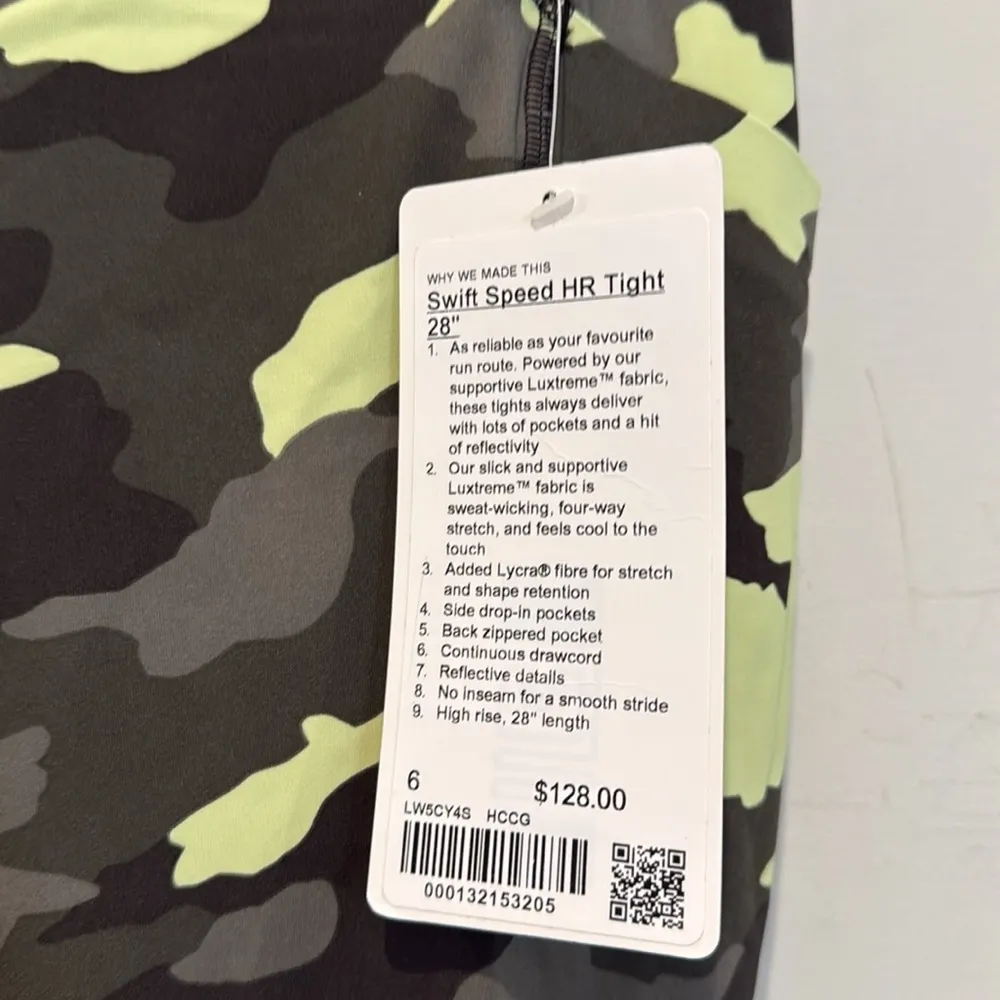 WHY WE MADE THIS
Swift Speed HR Tight
28"
1. As reliable as your favourite
run route. Powered by our
supportive Luxtreme™ fabric,
these tights always deliver
with lots of pockets and a hit
of reflectivity
2. Our slick and supportive
Luxtreme™ fabric is
sweat-wicking, four-way
stretch, and feels cool to the
touch
3. Added Lycra® fibre for stretch
and shape retention
4. Side drop-in pockets
5. Back zippered pocket
6. Continuous drawcord
7. Reflective details
8. No inseam for a smooth stride
9. High rise, 28" length
6 $128.00
LW5CY4S HCCG
000132153205